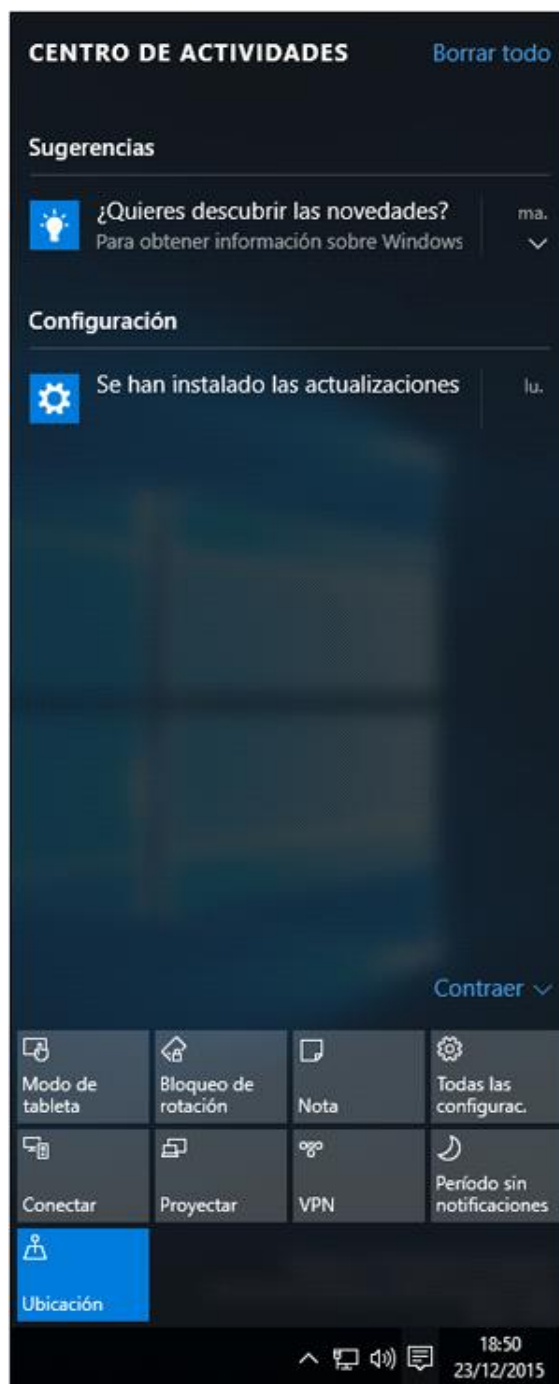 CENTRO DE ACTIVIDADES Borrar todo
Sugerencias
¿Quieres descubrir las novedades? ma.
Para obtener información sobre Windows
Configuración
Se han instalado las actualizaciones lu.
Contraer
Modo de tableta
Bloqueo de rotación
Nota
Todas las configurac.
Conectar
Proyectar
VPN
Período sin notificaciones
Ubicación
18:50
23/12/2015